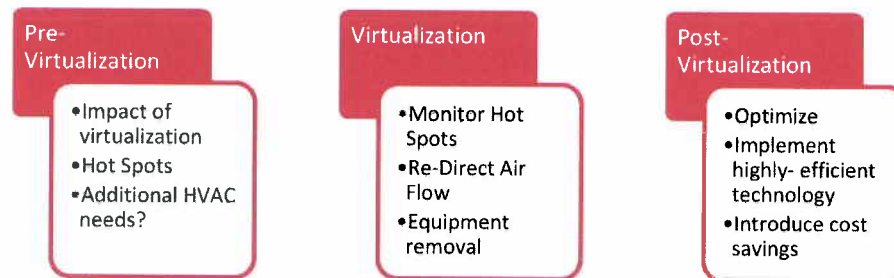 Pre-
Virtualization
•Impact of
virtualization
•Hot Spots
•Additional HVAC
needs?
Virtualization
•Monitor Hot
Spots
•Re-Direct Air
Flow
•Equipment
removal
Post-
Virtualization
•Optimize
•Implement
highly- efficient
technology
•Introduce cost
savings